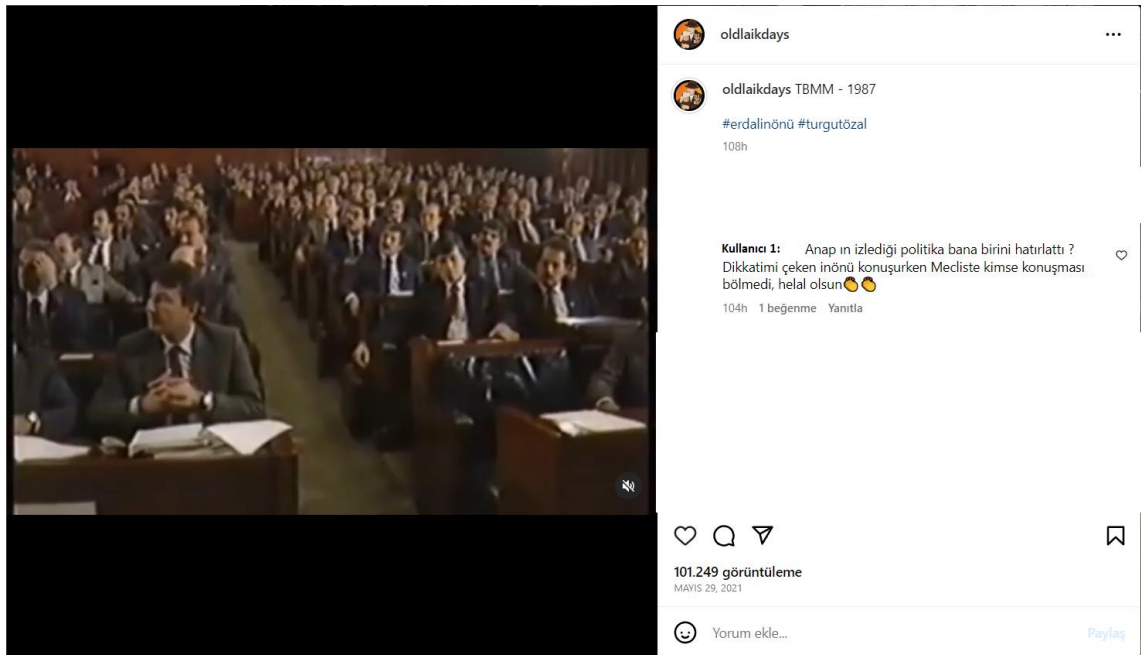 oldlaikdays
oldlaikdays TBMM - 1987
#erdalinönü #turgutözal
108h
Kullanıcı 1: Anap ın izlediği politika bana birini hatırlattı ?
Dikkatimi çeken inönü konuşurken Mecliste kimse konuşması
bölmedi, helal olsun👏👏
104h 1 beğenme Yanıtla
101.249 görüntüleme
MAYIS 29, 2021
Yorum ekle... Paylaş